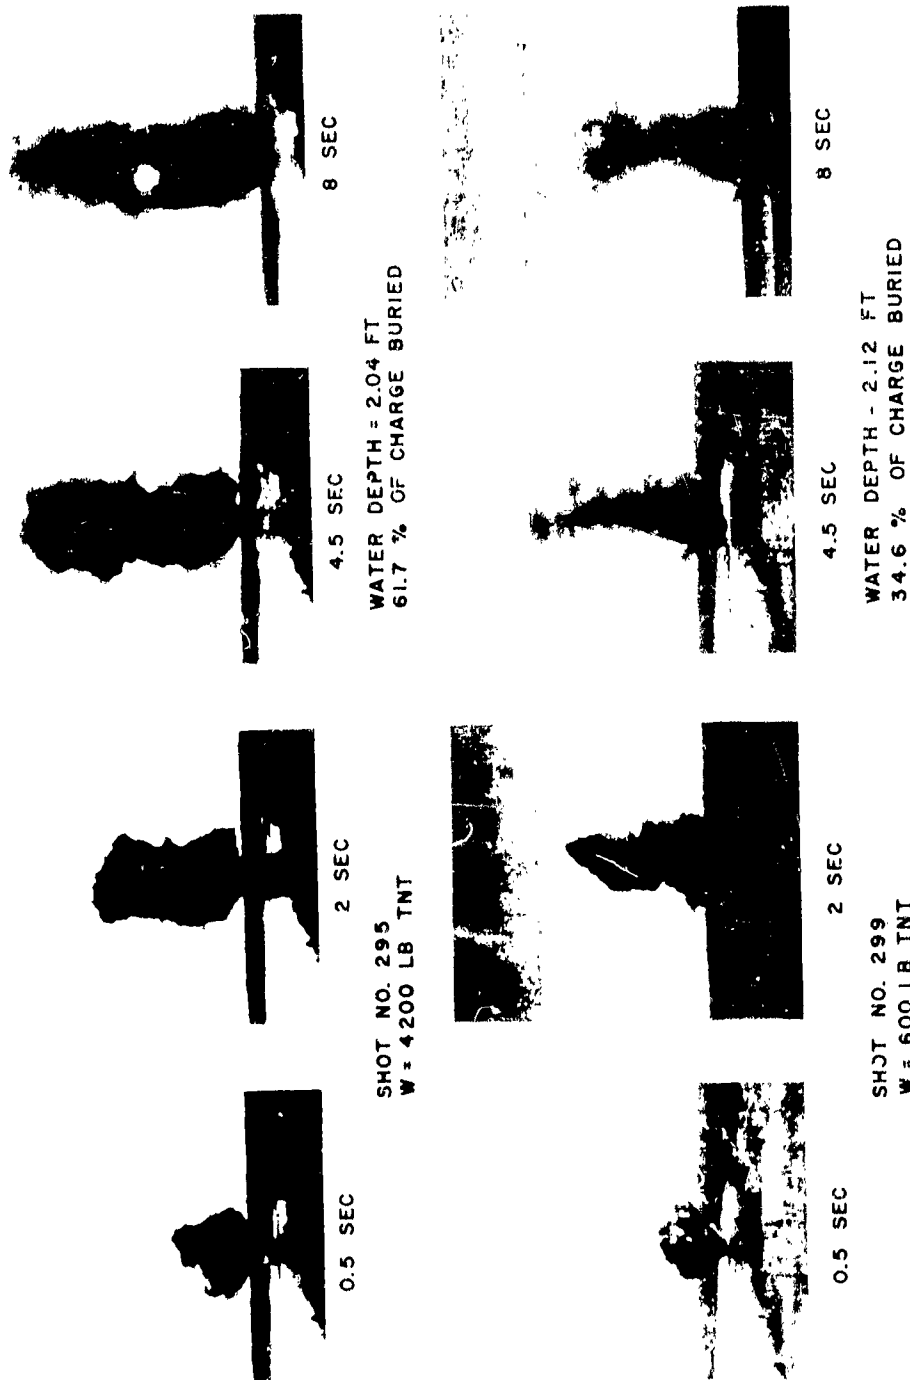 0.5 SEC
2 SEC
4.5 SEC
8 SEC
SHOT NO. 295
W = 4200 LB TNT
WATER DEPTH = 2.04 FT
61.7 % OF CHARGE BURIED
0.5 SEC
2 SEC
4.5 SEC
8 SEC
SHOT NO. 299
W = 600 LB TNT
WATER DEPTH - 2.12 FT
34.6 % OF CHARGE BURIED